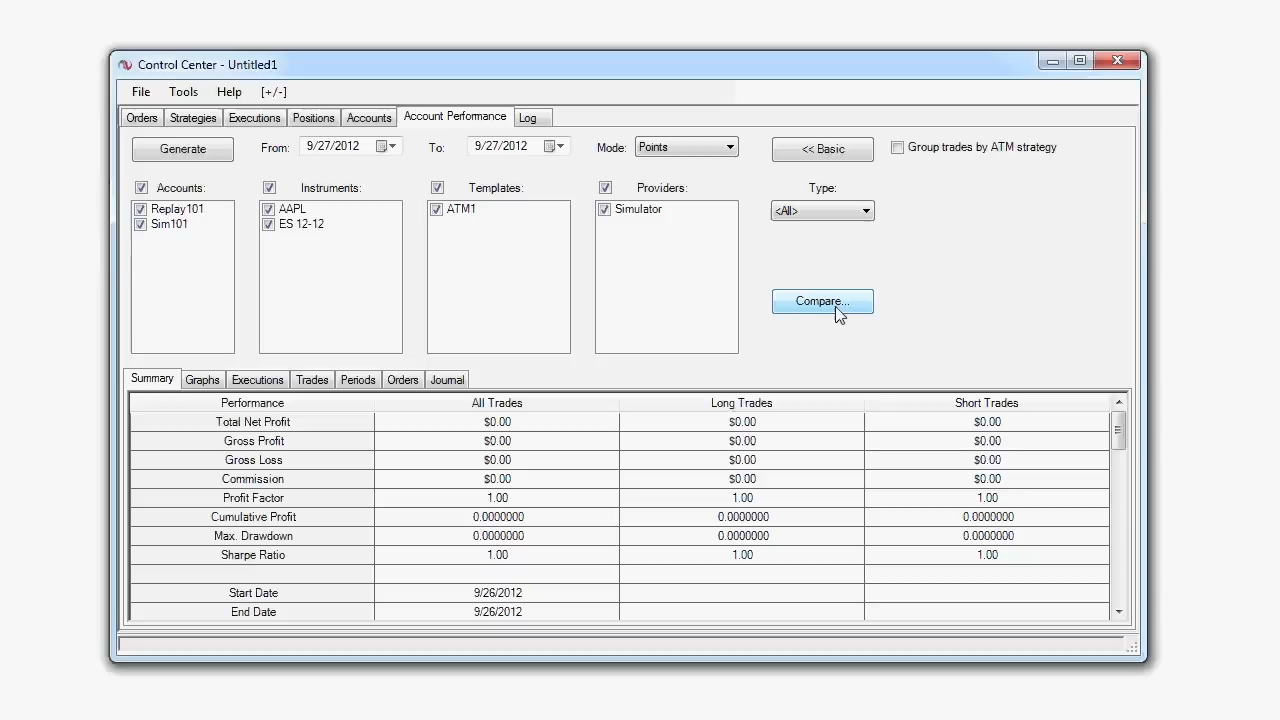 Control Center - Untitled1
File Tools Help [+/-]
Orders Strategies Executions Positions Accounts Account Performance Log
Generate From: 9/27/2012 To: 9/27/2012 Mode: Points << Basic Group trades by ATM strategy
Accounts: Instruments: Templates: Providers: Type:
Replay101 AAPL ATM1 Simulator <All>
Sim101 ES 12-12
Compare...
Summary Graphs Executions Trades Periods Orders Journal
Performance All Trades Long Trades Short Trades
Total Net Profit $0.00 $0.00 $0.00
Gross Profit $0.00 $0.00 $0.00
Gross Loss $0.00 $0.00 $0.00
Commission $0.00 $0.00 $0.00
Profit Factor 1.00 1.00 1.00
Cumulative Profit 0.0000000 0.0000000 0.0000000
Max. Drawdown 0.0000000 0.0000000 0.0000000
Sharpe Ratio 1.00 1.00 1.00
Start Date 9/26/2012
End Date 9/26/2012